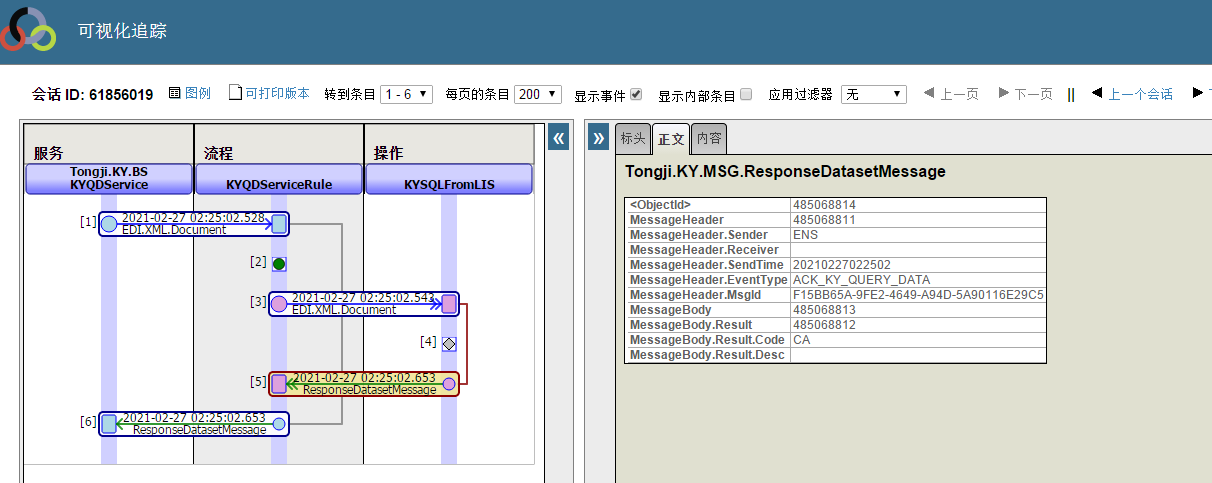 可视化追踪
会话 ID: 61856019 图例 可打印版本 转到条目 1 - 6 每页的条目 200 显示事件 显示内部条目 应用过滤器 无 上一页 下一页 上一个会话
服务 流程 操作
Tongji.KY.BS
KYQDService KYQDServiceRule KYSQLFromLIS
[1] 2021-02-27 02:25:02.528
EDI.XML.Document
[2]
[3] 2021-02-27 02:25:02.543
EDI.XML.Document
[4]
[5] 2021-02-27 02:25:02.653
ResponseDatasetMessage
[6] 2021-02-27 02:25:02.653
ResponseDatasetMessage
« »
标头 正文 内容
Tongji.KY.MSG.ResponseDatasetMessage
<ObjectId> 485068814
MessageHeader 485068811
MessageHeader.Sender ENS
MessageHeader.Receiver
MessageHeader.SendTime 20210227022502
MessageHeader.EventType ACK_KY_QUERY_DATA
MessageHeader.MsgId F15BB65A-9FE2-4649-A94D-5A90116E29C5
MessageBody 485068813
MessageBody.Result 485068812
MessageBody.Result.Code CA
MessageBody.Result.Desc